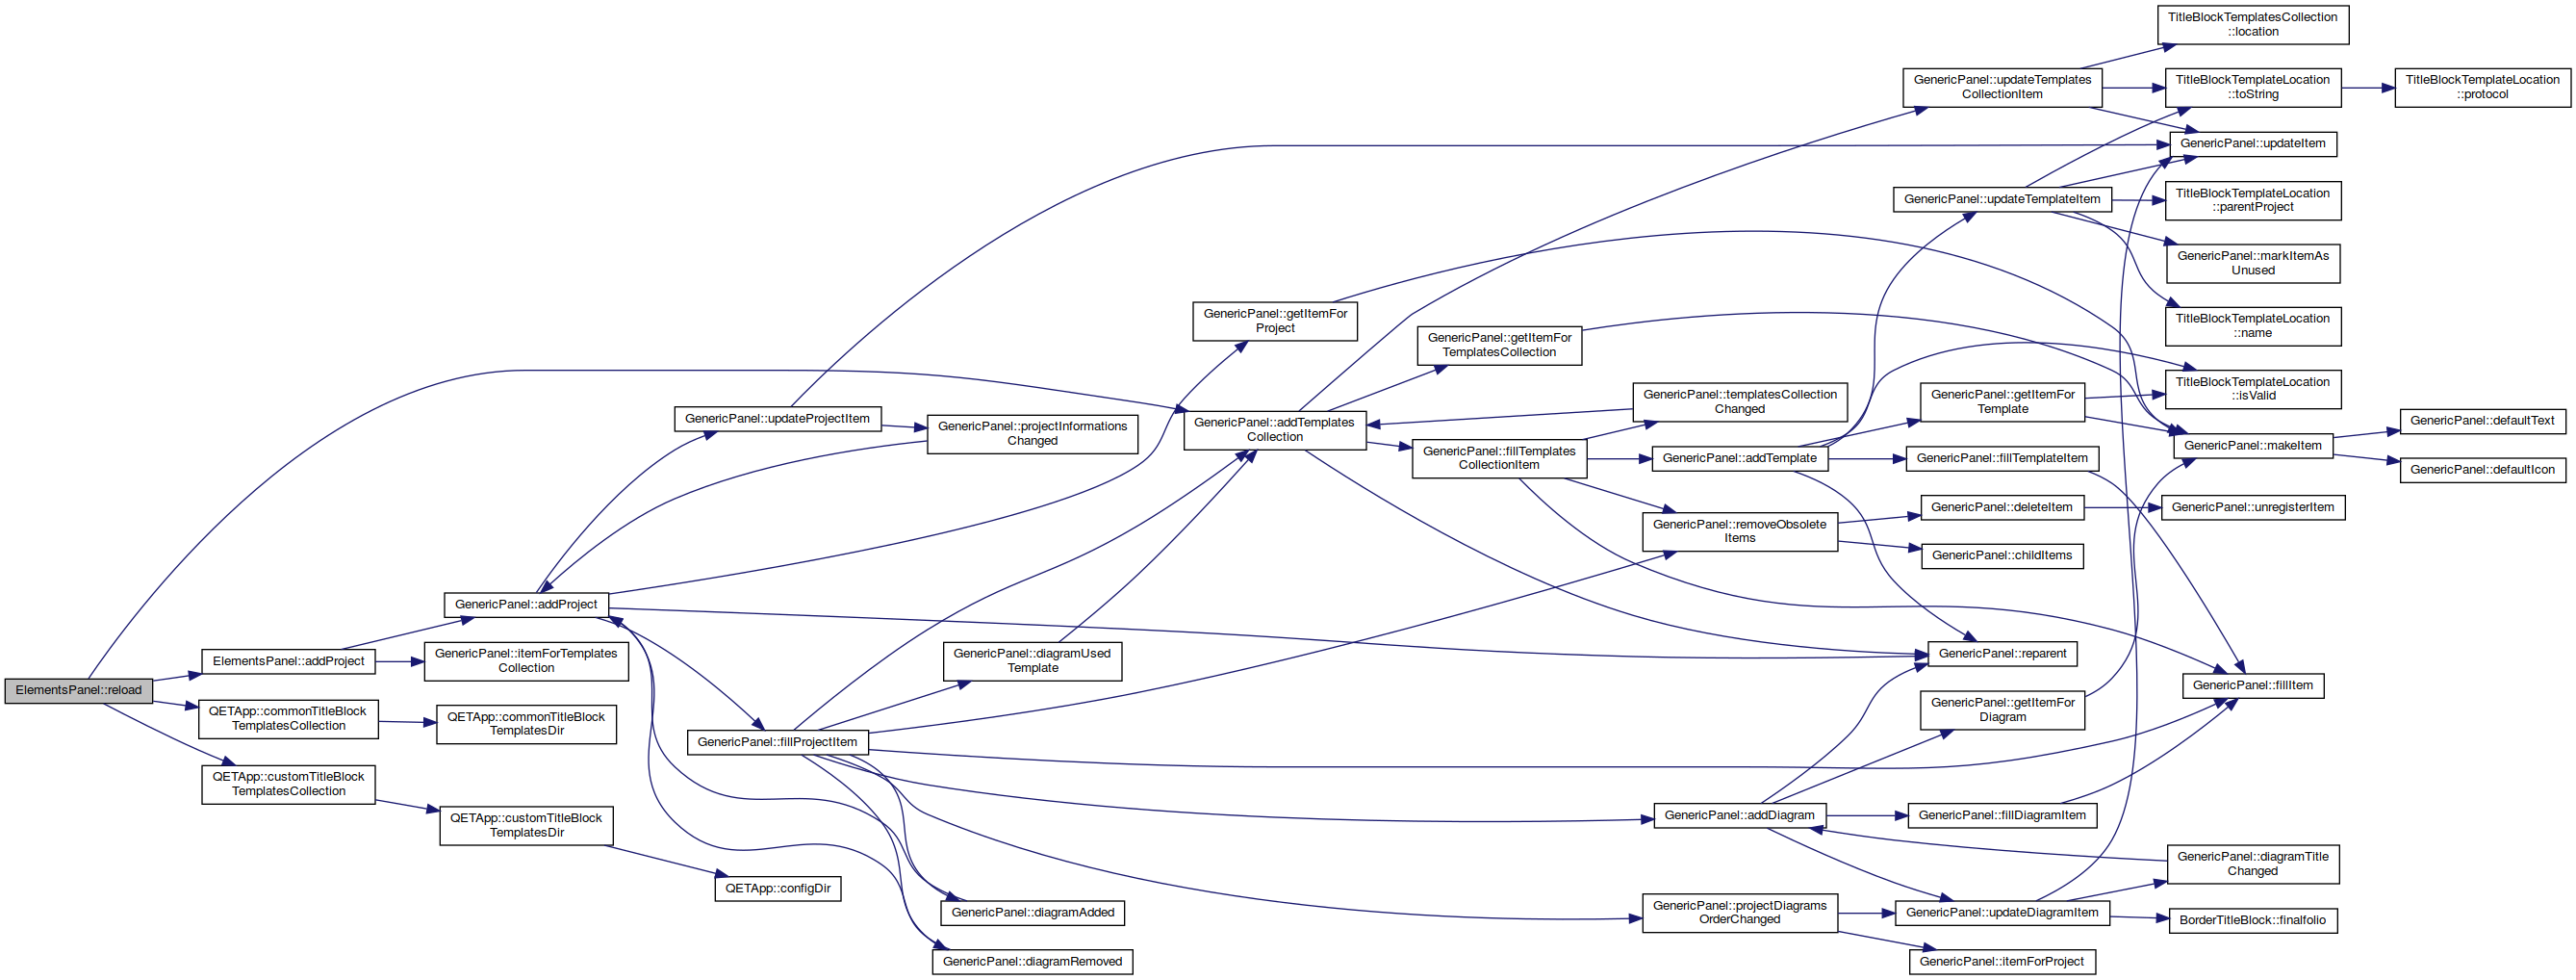 ElementsPanel::reload
ElementsPanel::addProject
QETApp::commonTitleBlock
TemplatesCollection
QETApp::customTitleBlock
TemplatesCollection
GenericPanel::addProject
GenericPanel::itemForTemplates
Collection
QETApp::commonTitleBlock
TemplatesDir
QETApp::customTitleBlock
TemplatesDir
GenericPanel::updateProjectItem
GenericPanel::fillProjectItem
QETApp::configDir
GenericPanel::projectInformations
Changed
GenericPanel::diagramUsed
Template
GenericPanel::diagramAdded
GenericPanel::diagramRemoved
GenericPanel::getItemFor
Project
GenericPanel::addTemplates
Collection
GenericPanel::getItemFor
TemplatesCollection
GenericPanel::fillTemplates
CollectionItem
GenericPanel::templatesCollection
Changed
GenericPanel::addTemplate
GenericPanel::removeObsolete
Items
GenericPanel::addDiagram
GenericPanel::projectDiagrams
OrderChanged
GenericPanel::updateTemplates
CollectionItem
GenericPanel::updateTemplateItem
GenericPanel::getItemFor
Template
GenericPanel::fillTemplateItem
GenericPanel::deleteItem
GenericPanel::childItems
GenericPanel::reparent
GenericPanel::getItemFor
Diagram
GenericPanel::fillDiagramItem
GenericPanel::updateDiagramItem
GenericPanel::itemForProject
TitleBlockTemplatesCollection
::location
TitleBlockTemplateLocation
::toString
GenericPanel::updateItem
TitleBlockTemplateLocation
::parentProject
GenericPanel::markItemAs
Unused
TitleBlockTemplateLocation
::name
TitleBlockTemplateLocation
::isValid
GenericPanel::makeItem
GenericPanel::unregisterItem
GenericPanel::fillItem
GenericPanel::diagramTitle
Changed
BorderTitleBlock::finalfolio
TitleBlockTemplateLocation
::protocol
GenericPanel::defaultText
GenericPanel::defaultIcon